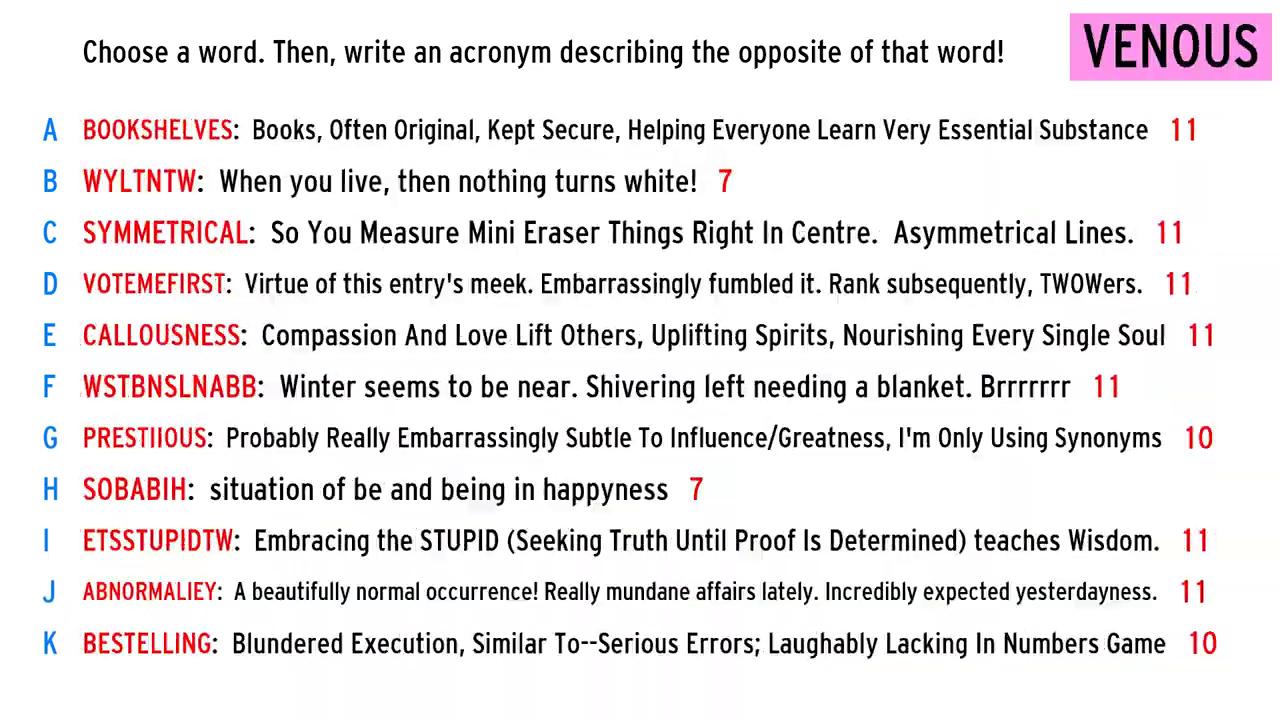 Choose a word. Then, write an acronym describing the opposite of that word!
VENOUS
A BOOKSHELVES: Books, Often Original, Kept Secure, Helping Everyone Learn Very Essential Substance 11
B WYLTNTW: When you live, then nothing turns white! 7
C SYMMETRICAL: So You Measure Mini Eraser Things Right In Centre. Asymmetrical Lines. 11
D VOTEMEFIRST: Virtue of this entry's meek. Embarrassingly fumbled it. Rank subsequently, TWOWers. 11
E CALLOUSNESS: Compassion And Love Lift Others, Uplifting Spirits, Nourishing Every Single Soul 11
F WSTBNSLNABB: Winter seems to be near. Shivering left needing a blanket. Brrrrrrr 11
G PRESTIIOUS: Probably Really Embarrassingly Subtle To Influence/Greatness, I'm Only Using Synonyms 10
H SOBABIH: situation of be and being in happyness 7
I ETSSTUPIDTW: Embracing the STUPID (Seeking Truth Until Proof Is Determined) teaches Wisdom. 11
J ABNORMALIEY: A beautifully normal occurrence! Really mundane affairs lately. Incredibly expected yesterdayness. 11
K BESTELLING: Blundered Execution, Similar To--Serious Errors; Laughably Lacking In Numbers Game 10